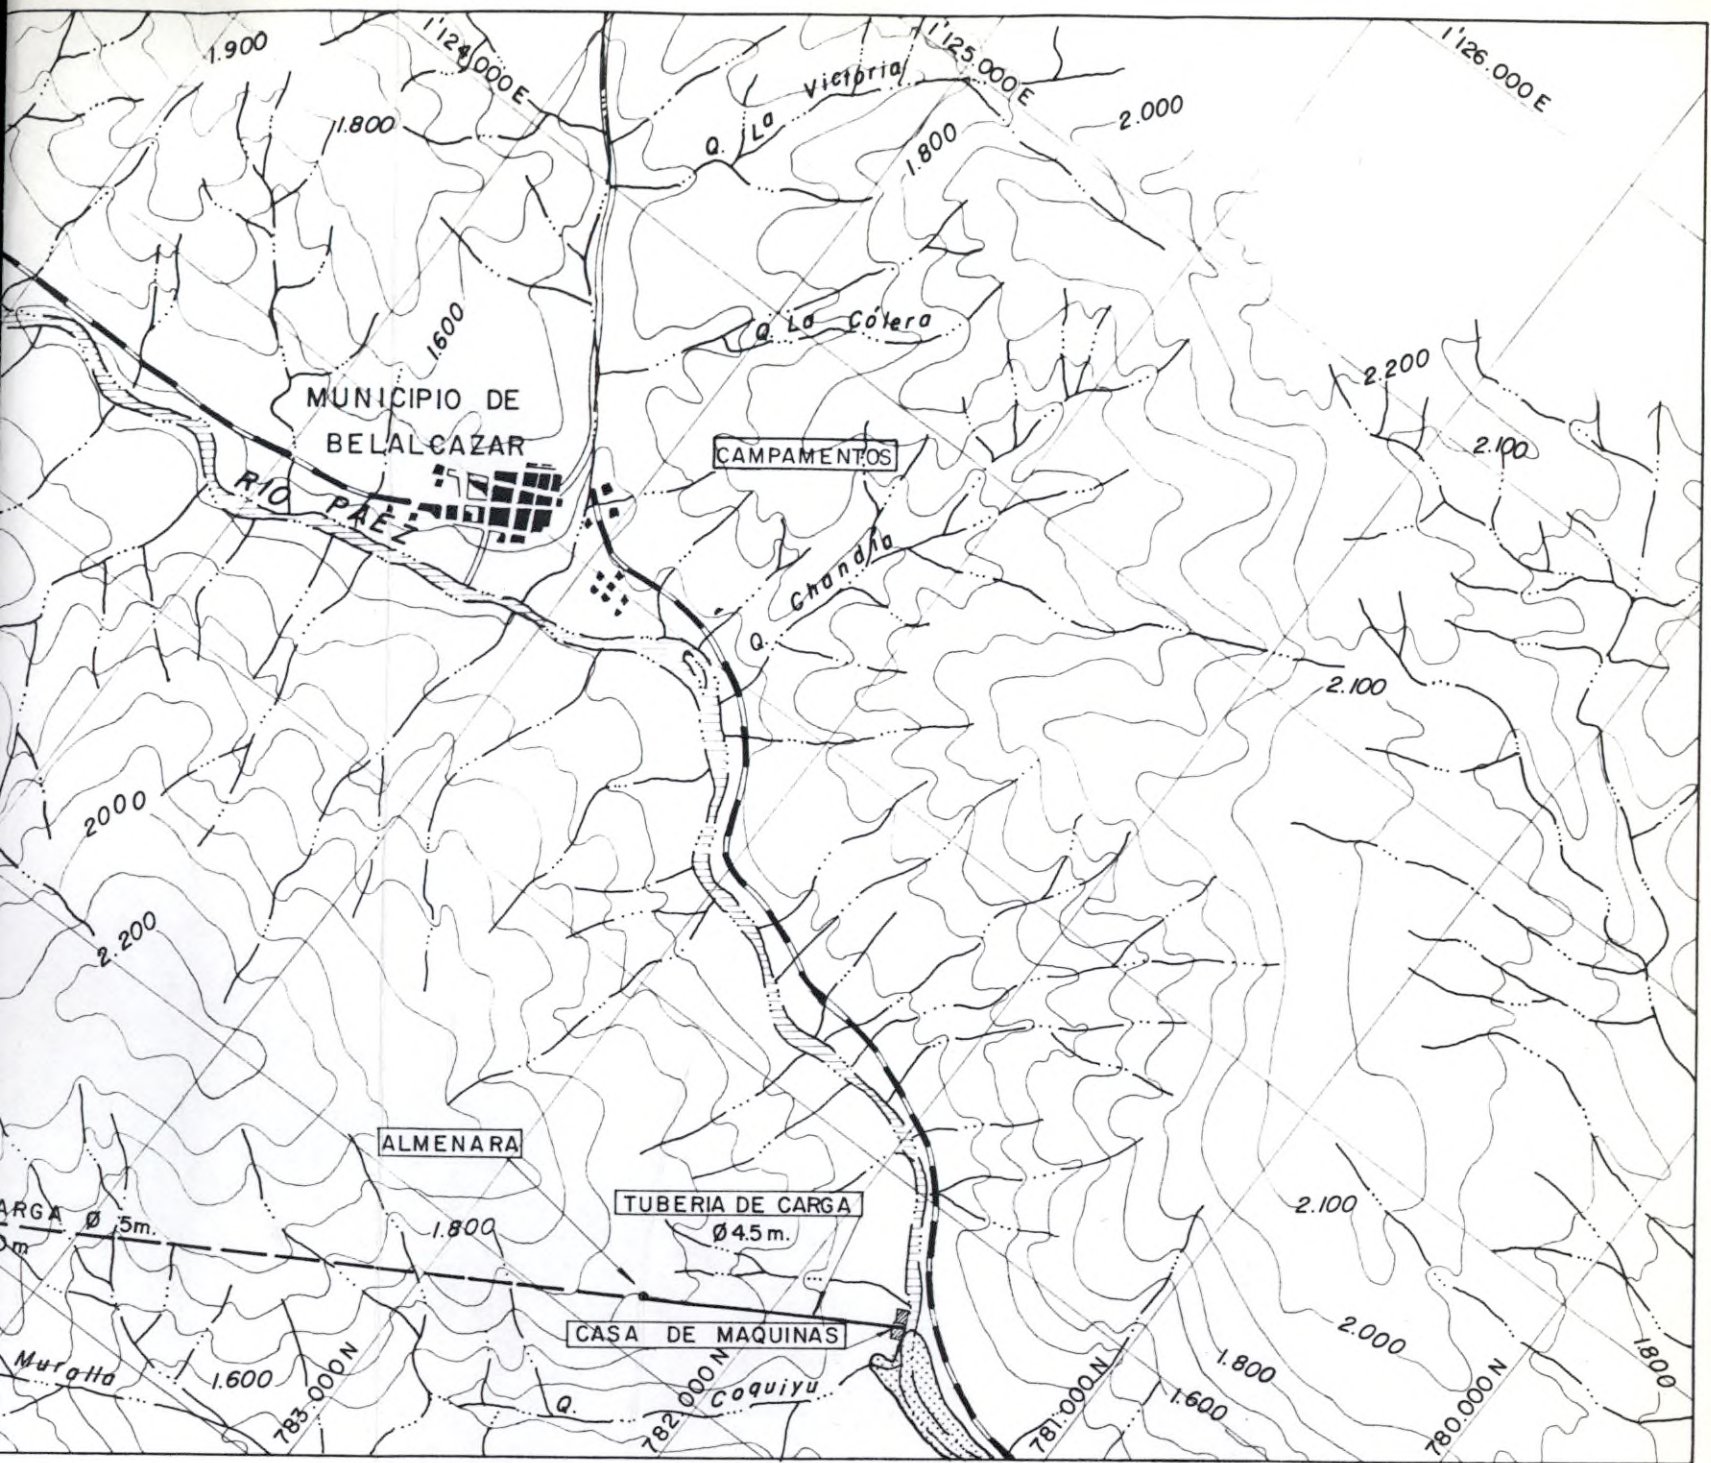 1.900
1'124.000 E
1'125.000 E
1'126.000 E
Q. La Victoria
1.800
2.000
1.800
1600
Q La Cólera
2.200
MUNICIPIO DE
BELALCAZAR
CAMPAMENTOS
2.100
RIO PAEZ
Q. Chandia
2.100
2000
2.200
ALMENARA
TUBERIA DE CARGA
Ø 4.5 m.
2.100
ARGA Ø 5m.
m
1.800
CASA DE MAQUINAS
2.000
1.800
1.800
1.600
Muralla
1.600
Q. Coquiyu
783.000 N
782.000 N
781.000 N
780.000 N